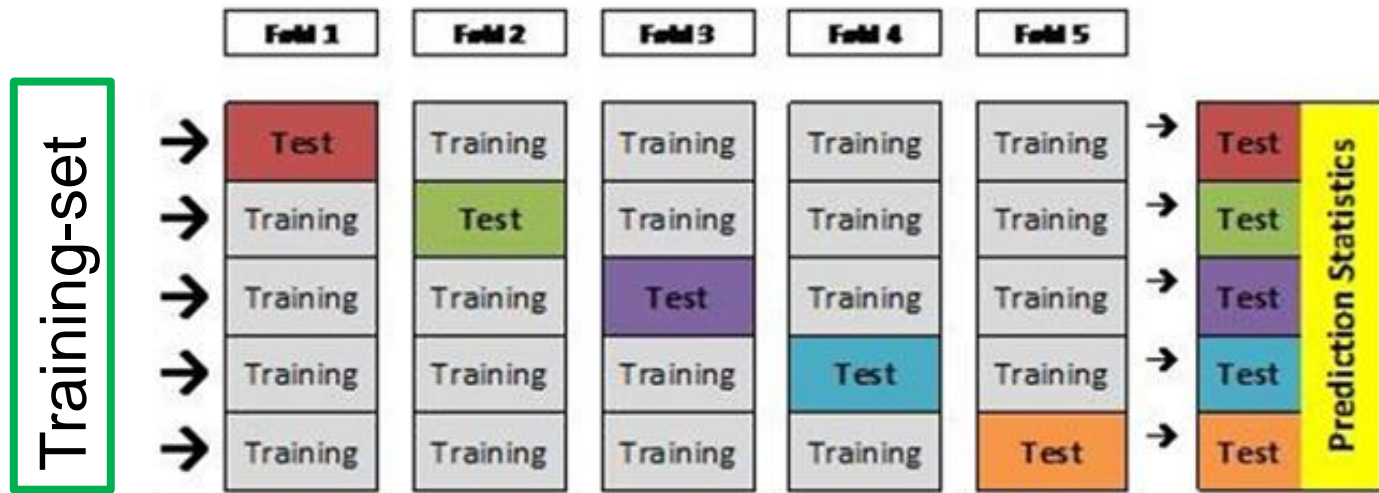 Fold 1 Fold 2 Fold 3 Fold 4 Fold 5
Training-set
Test Training Training Training Training Test
Training Test Training Training Training Test
Training Training Test Training Training Test
Training Training Training Test Training Test
Training Training Training Training Test Test
Prediction Statistics